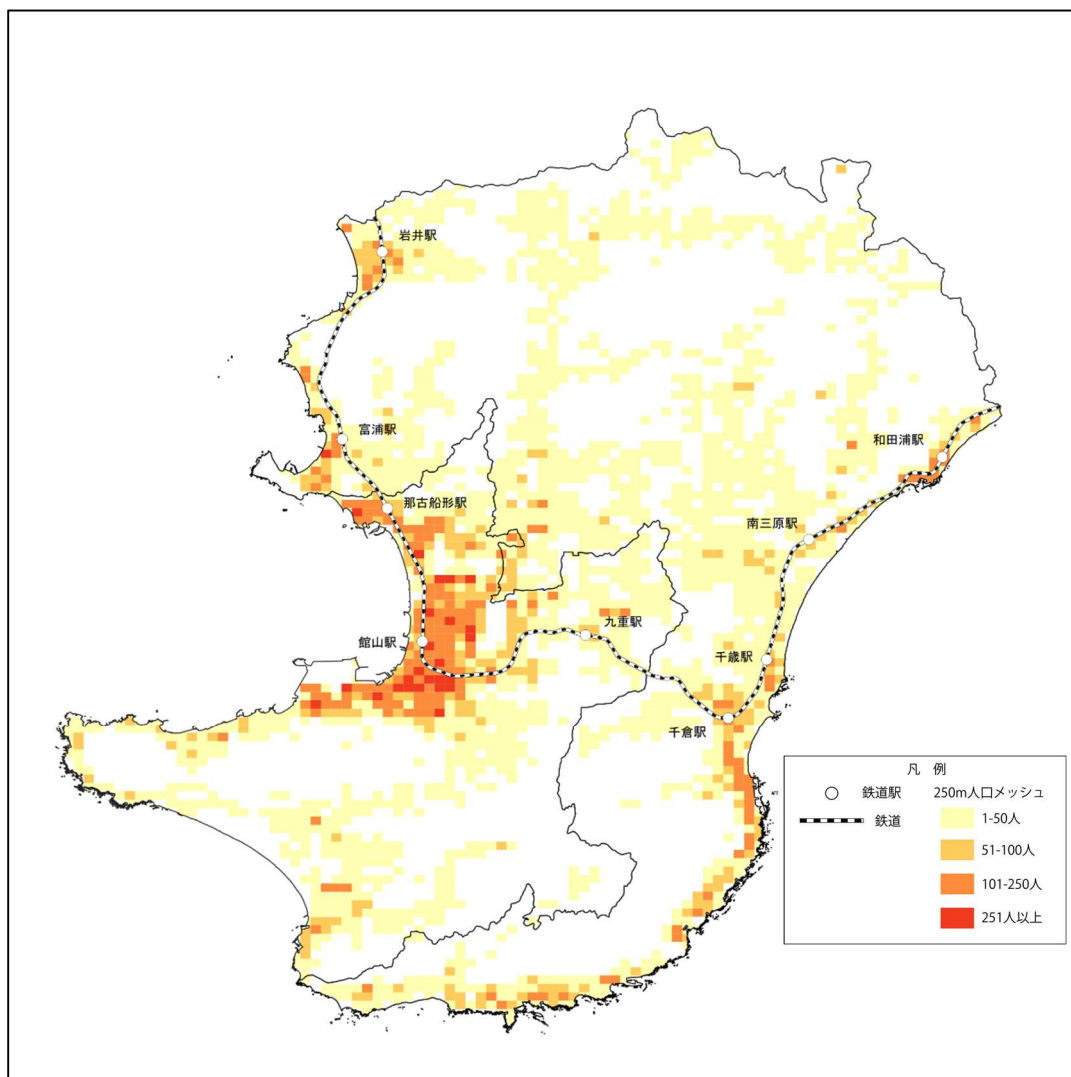 岩井駅
富浦駅
和田浦駅
那古船形駅
南三原駅
九重駅
館山駅
千歳駅
千倉駅
凡　例
鉄道駅
250m人口メッシュ
鉄道
1-50人
51-100人
101-250人
251人以上